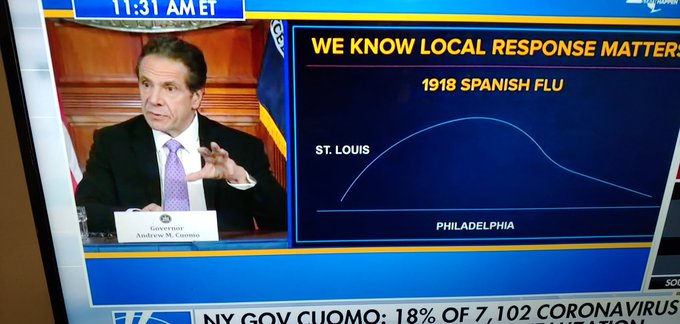 11:31 AM ET
WE KNOW LOCAL RESPONSE MATTERS
1918 SPANISH FLU
ST. LOUIS
PHILADELPHIA
Governor
Andrew M. Cuomo
NY GOV CUOMO: 18% OF 7,102 CORONAVIRUS